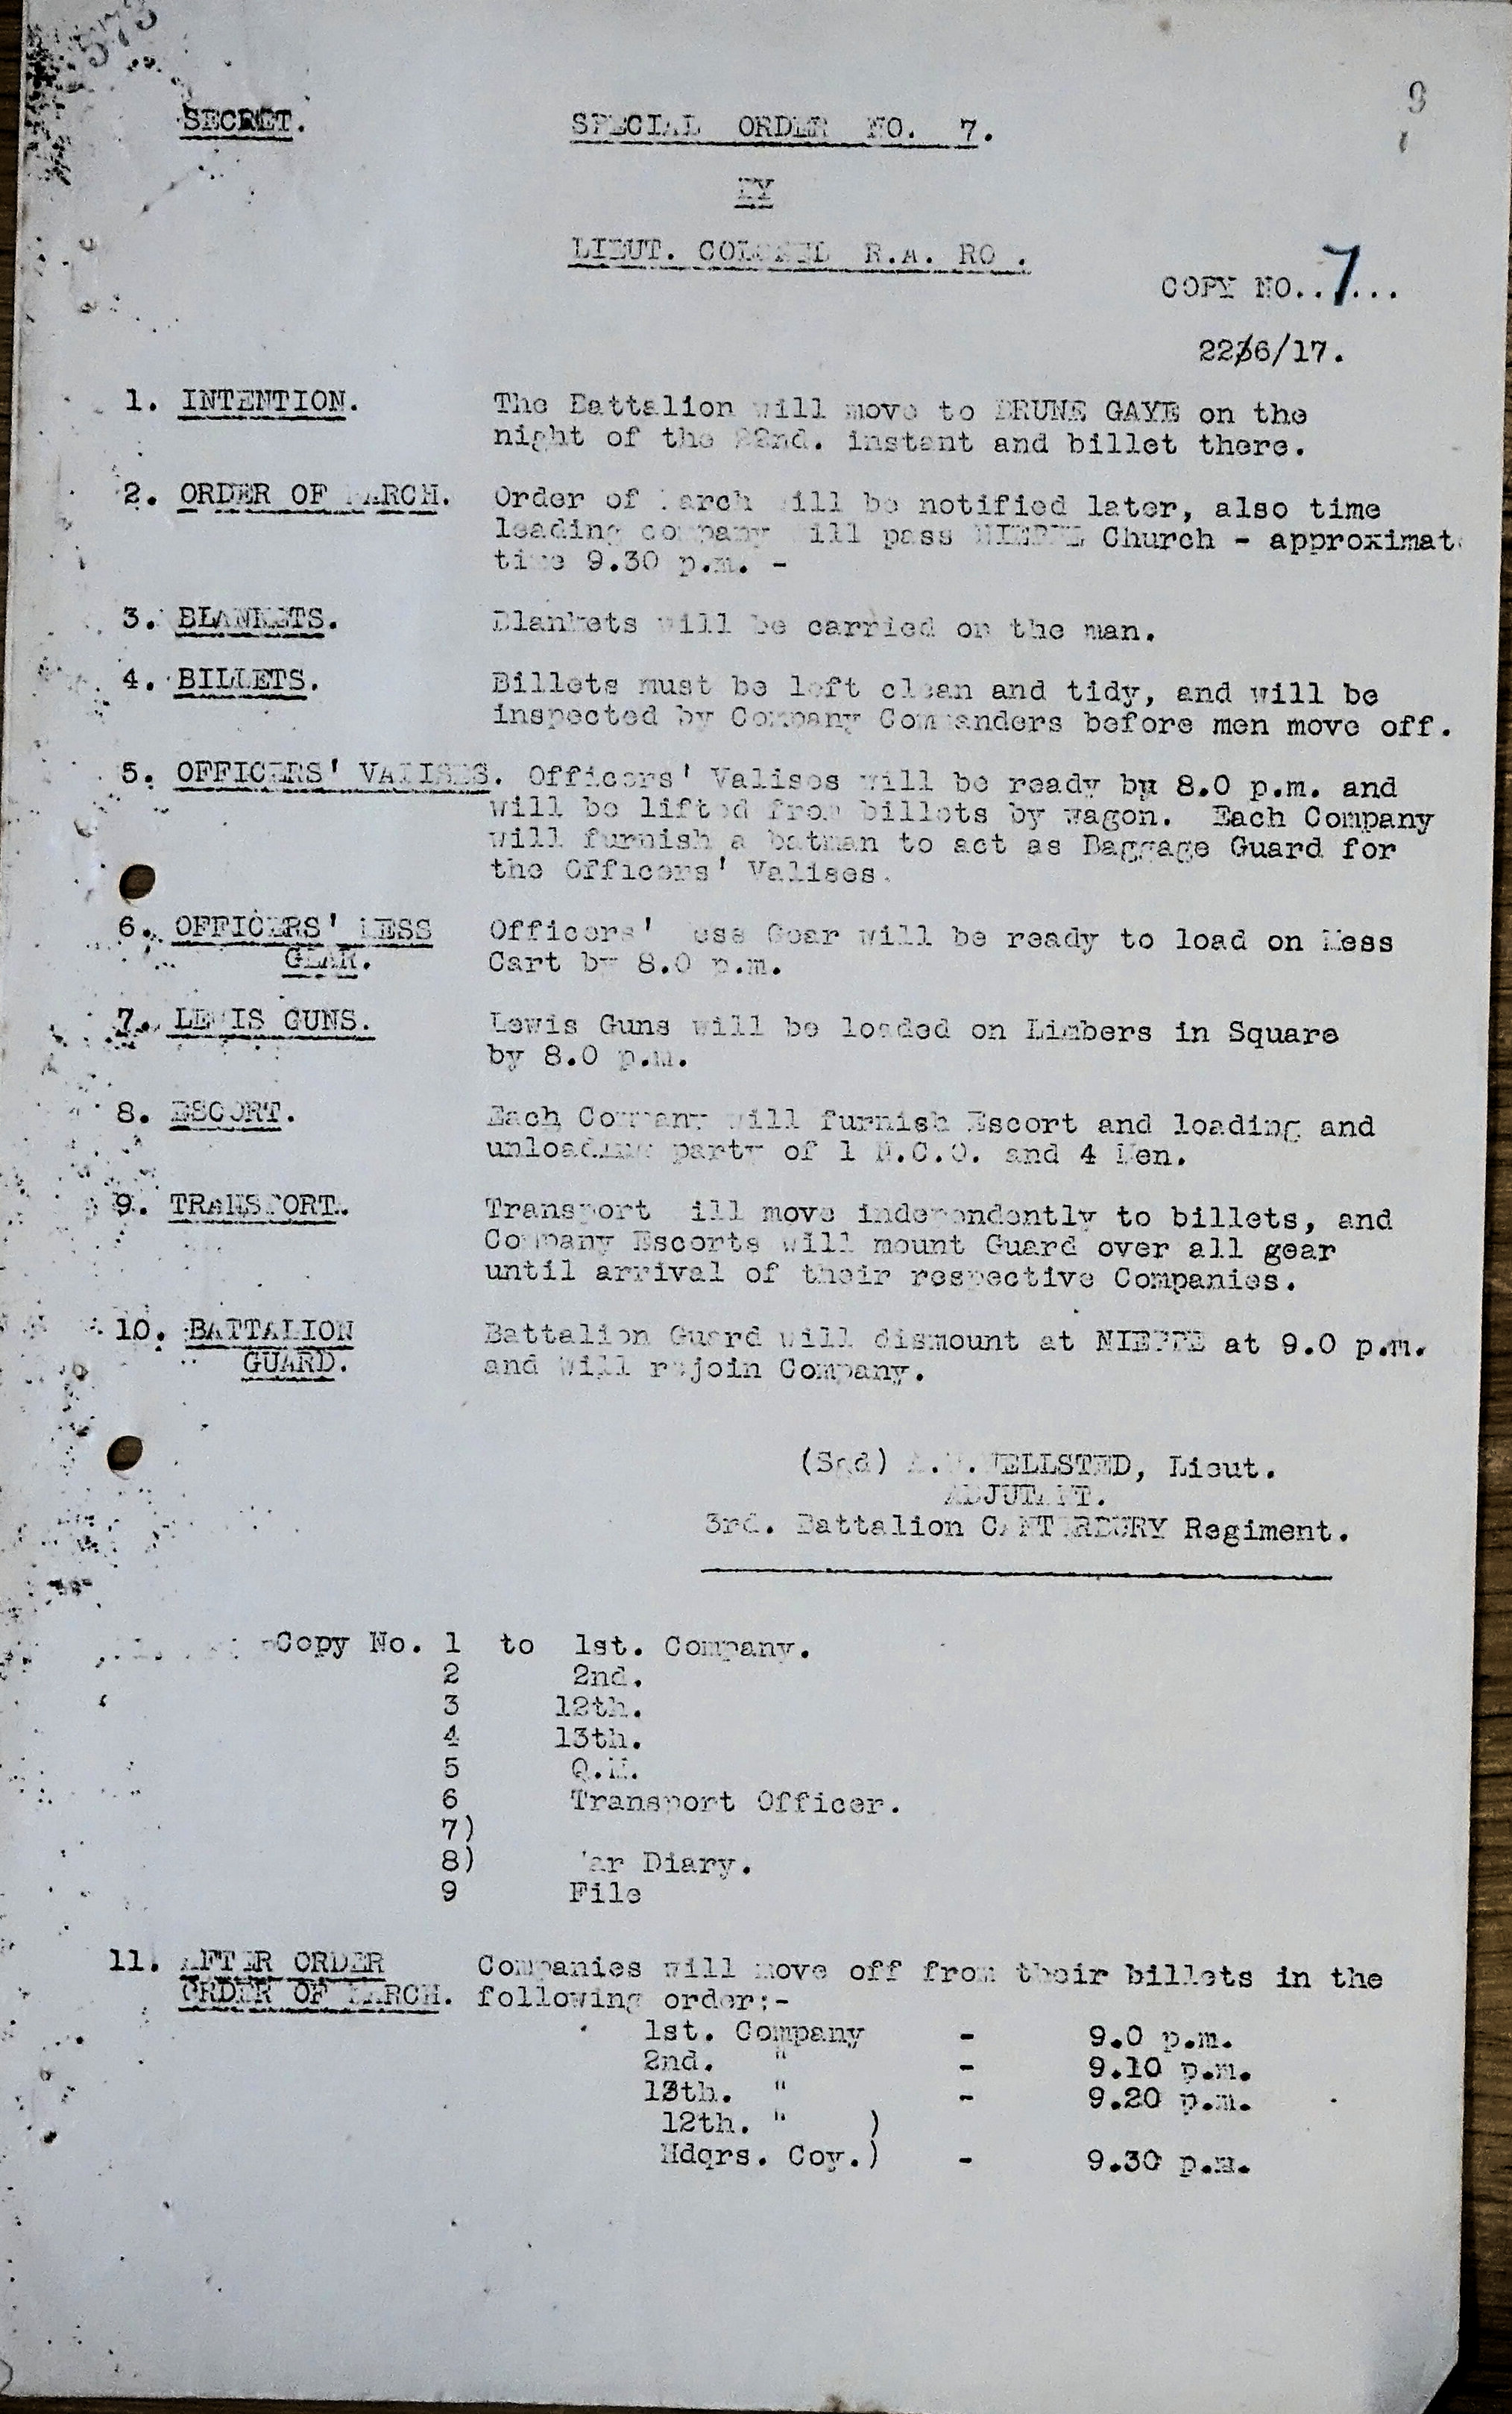 573
9
SECRET.
SPECIAL ORDER NO. 7.
BY
LIEUT. COLONEL R.A. RO .
COPY NO..7...
22/6/17.
1. INTENTION. The Battalion will move to BRUNE GAYE on the
night of the 22nd. instant and billet there.
2. ORDER OF MARCH. Order of March will be notified later, also time
leading company will pass NIEPPE Church - approximate
time 9.30 p.m. -
3. BLANKETS. Blankets will be carried on the man.
4. BILLETS. Billets must be left clean and tidy, and will be
inspected by Company Commanders before men move off.
5. OFFICERS' VALISES. Officers' Valises will be ready by 8.0 p.m. and
will be lifted from billets by wagon. Each Company
will furnish a batman to act as Baggage Guard for
the Officers' Valises.
6. OFFICERS' MESS Officers' Mess Gear will be ready to load on Mess
GEAR. Cart by 8.0 p.m.
7. LEWIS GUNS. Lewis Guns will be loaded on Limbers in Square
by 8.0 p.m.
8. ESCORT. Each Company will furnish Escort and loading and
unloading party of 1 N.C.O. and 4 Men.
9. TRANSPORT. Transport will move independently to billets, and
Company Escorts will mount Guard over all gear
until arrival of their respective Companies.
10. BATTALION Battalion Guard will dismount at NIEPPE at 9.0 p.m.
GUARD. and will rejoin Company.
(Sgd) WELLSTED, Lieut.
ADJUTANT.
3rd. Battalion CANTERBURY Regiment.
Copy No. 1 to 1st. Company.
2 2nd.
3 12th.
4 13th.
5 Q.M.
6 Transport Officer.
7)
8) War Diary.
9 File
11. AFTER ORDER Companies will move off from their billets in the
ORDER OF MARCH. following order:-
1st. Company - 9.0 p.m.
2nd. " - 9.10 p.m.
13th. " - 9.20 p.m.
12th. " )
Hdqrs. Coy.) - 9.30 p.m.